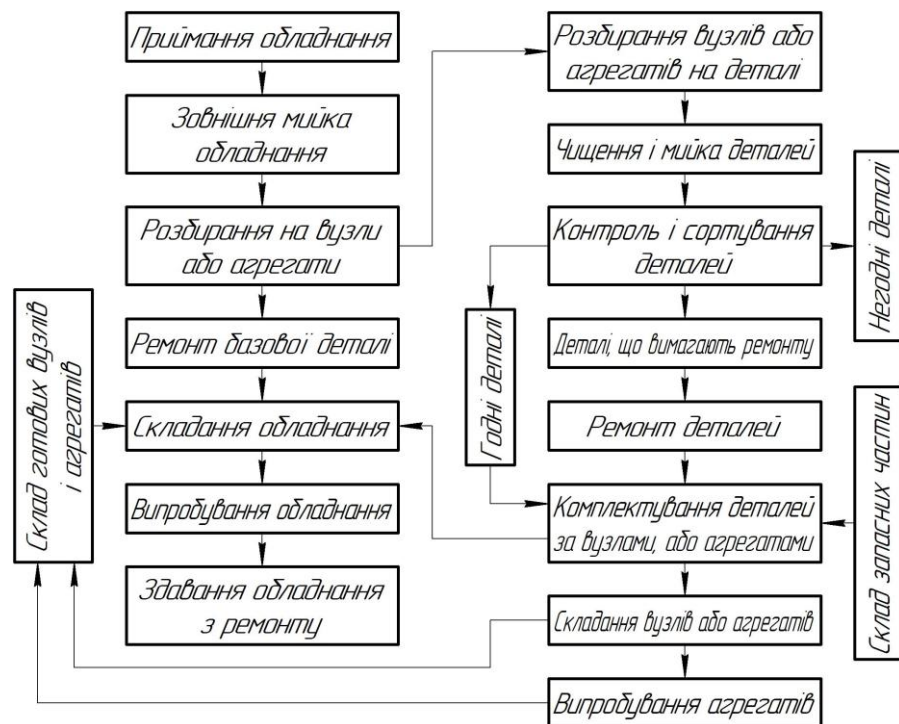 Приймання обладнання
Зовнішня мийка
обладнання
Розбирання на вузли
або агрегати
Ремонт базової деталі
Складання обладнання
Випробування обладнання
Здавання обладнання
з ремонту
Склад готових вузлів
і агрегатів
Розбирання вузлів або
агрегатів на деталі
Чищення і мийка деталей
Контроль і сортування
деталей
Годні деталі
Негодні деталі
Деталі, що вимагають ремонту
Ремонт деталей
Комплектування деталей
за вузлами, або агрегатами
Склад запасних частин
Складання вузлів або агрегатів
Випробування агрегатів